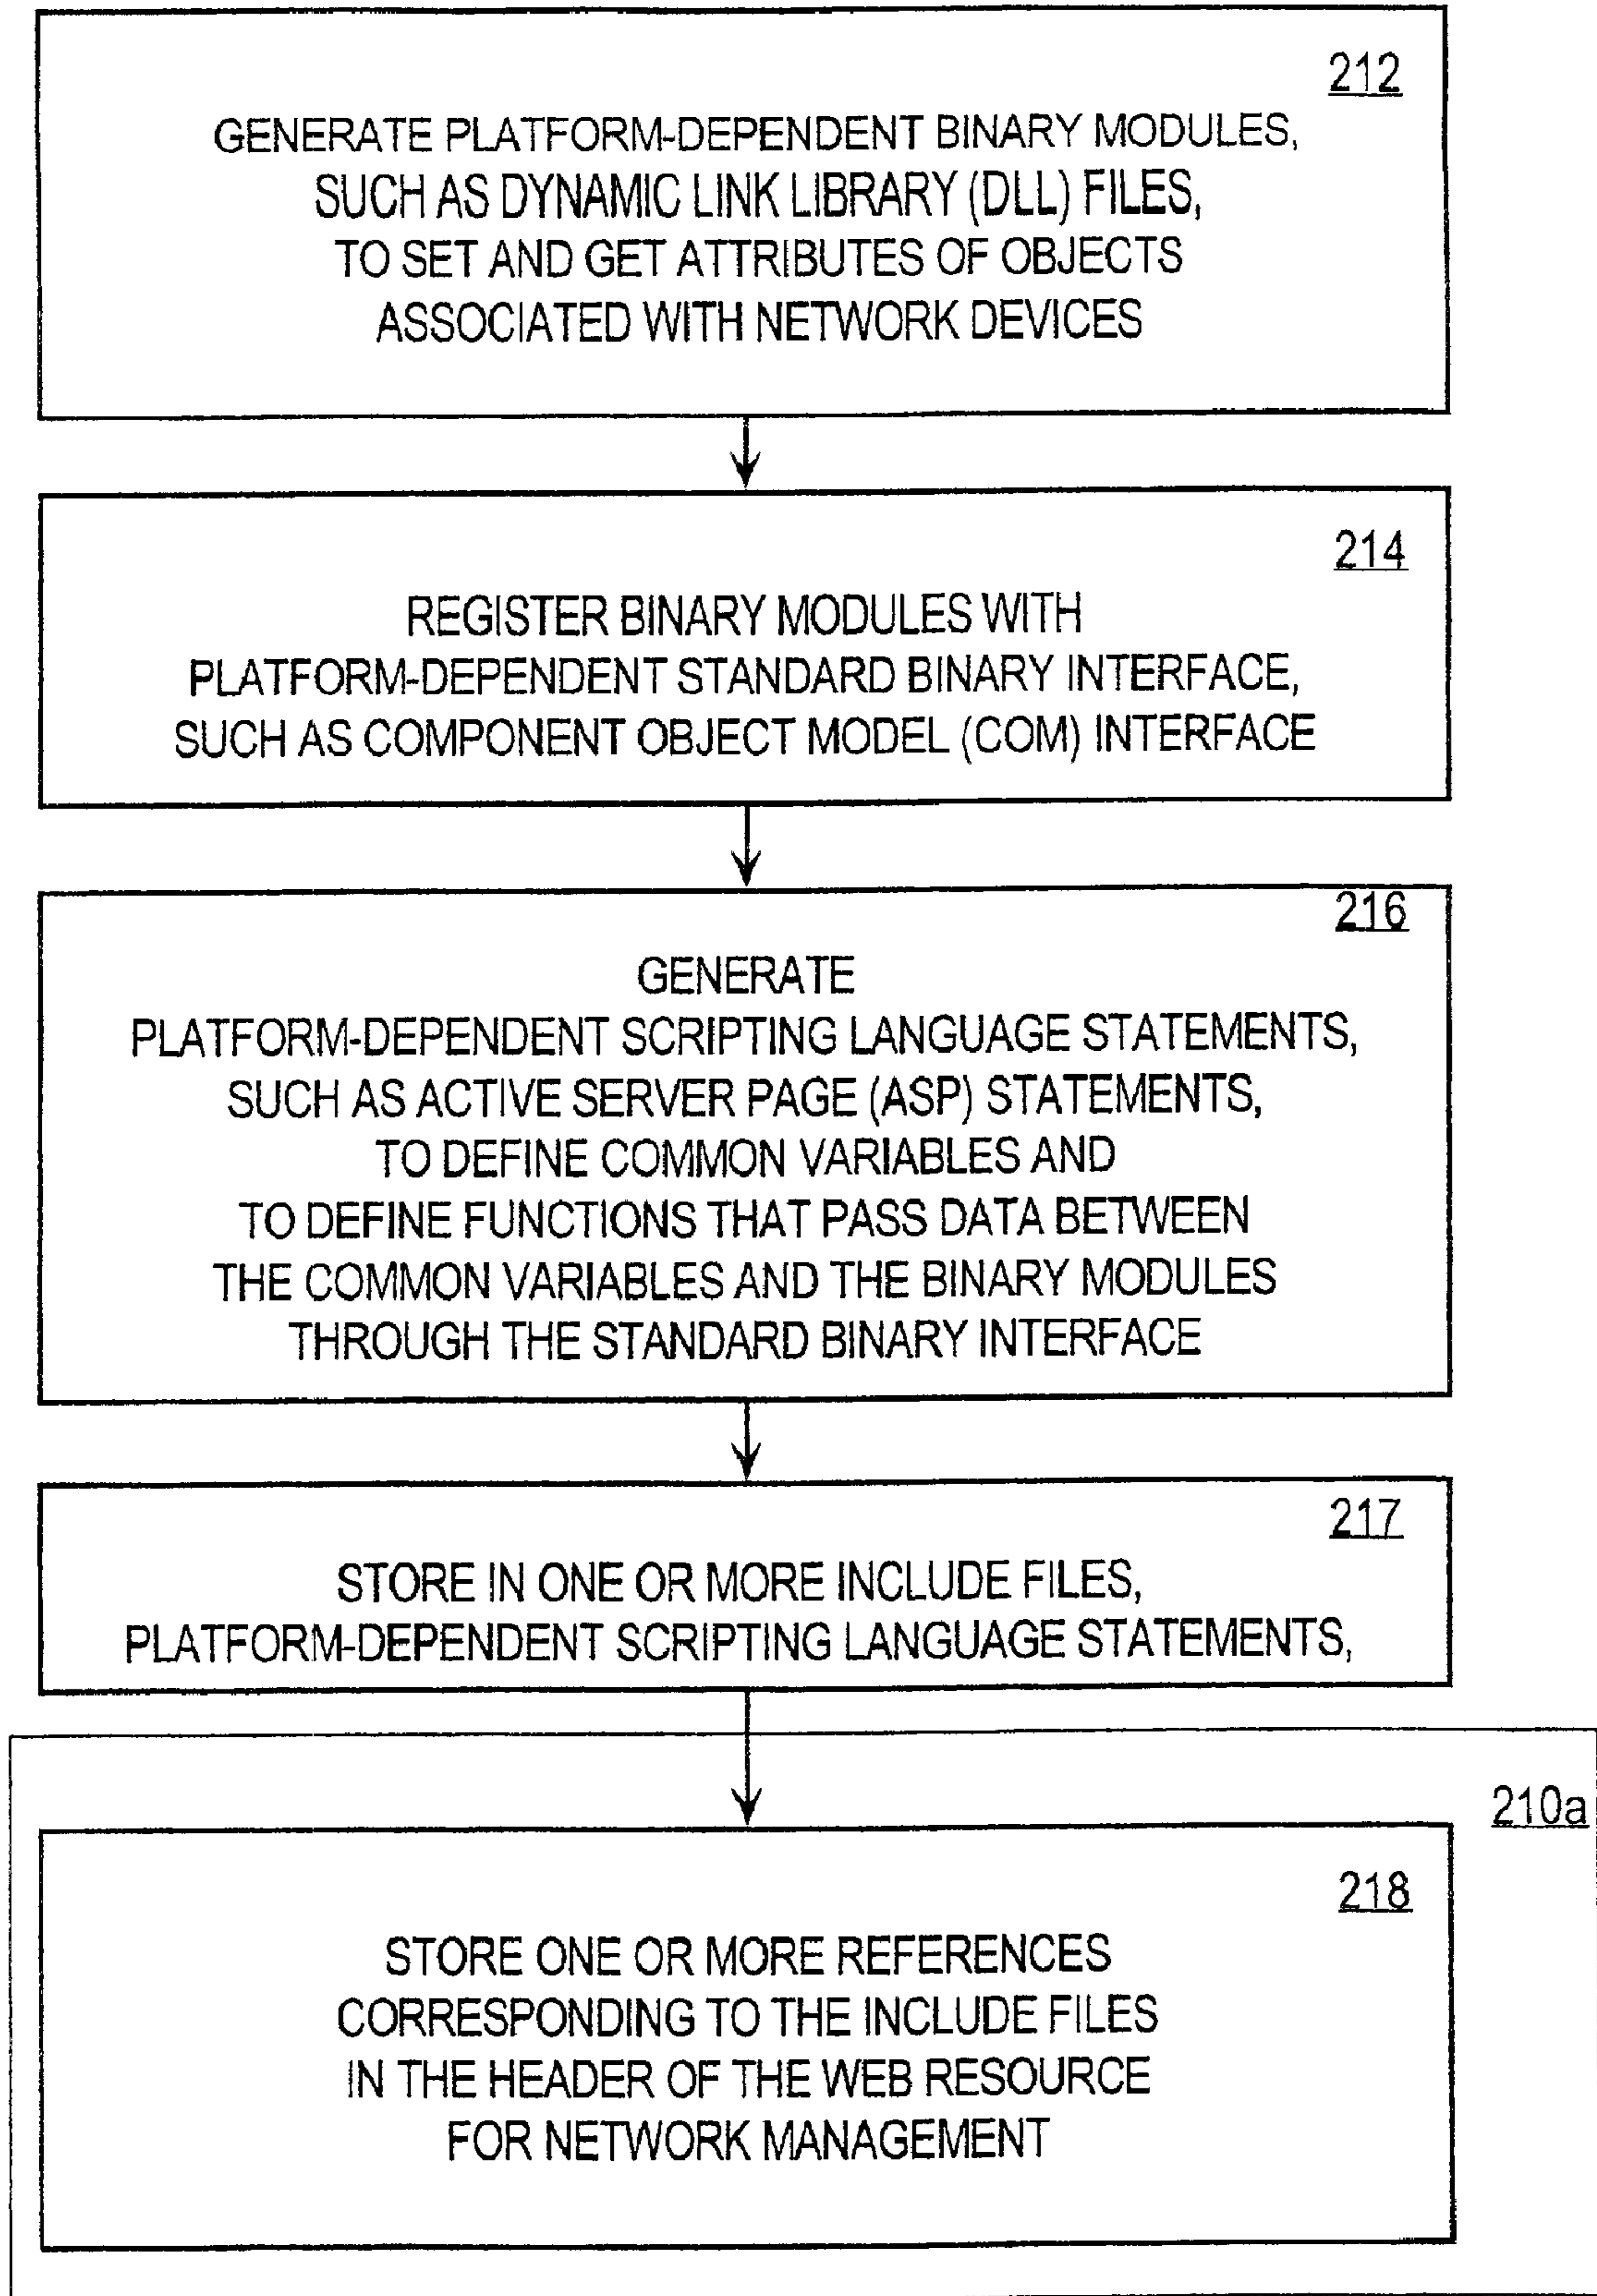 212
GENERATE PLATFORM-DEPENDENT BINARY MODULES,
SUCH AS DYNAMIC LINK LIBRARY (DLL) FILES,
TO SET AND GET ATTRIBUTES OF OBJECTS
ASSOCIATED WITH NETWORK DEVICES
214
REGISTER BINARY MODULES WITH
PLATFORM-DEPENDENT STANDARD BINARY INTERFACE,
SUCH AS COMPONENT OBJECT MODEL (COM) INTERFACE
216
GENERATE
PLATFORM-DEPENDENT SCRIPTING LANGUAGE STATEMENTS,
SUCH AS ACTIVE SERVER PAGE (ASP) STATEMENTS,
TO DEFINE COMMON VARIABLES AND
TO DEFINE FUNCTIONS THAT PASS DATA BETWEEN
THE COMMON VARIABLES AND THE BINARY MODULES
THROUGH THE STANDARD BINARY INTERFACE
217
STORE IN ONE OR MORE INCLUDE FILES,
PLATFORM-DEPENDENT SCRIPTING LANGUAGE STATEMENTS,
210a
218
STORE ONE OR MORE REFERENCES
CORRESPONDING TO THE INCLUDE FILES
IN THE HEADER OF THE WEB RESOURCE
FOR NETWORK MANAGEMENT